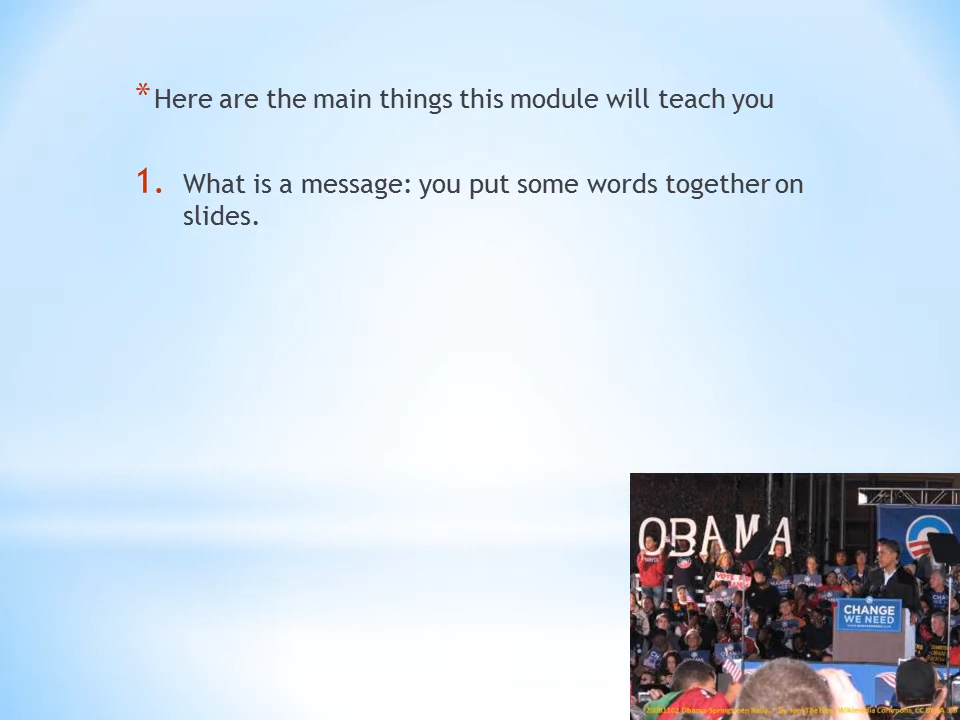 * Here are the main things this module will teach you
1. What is a message: you put some words together on
slides.
OBAMA
CHANGE
WE NEED